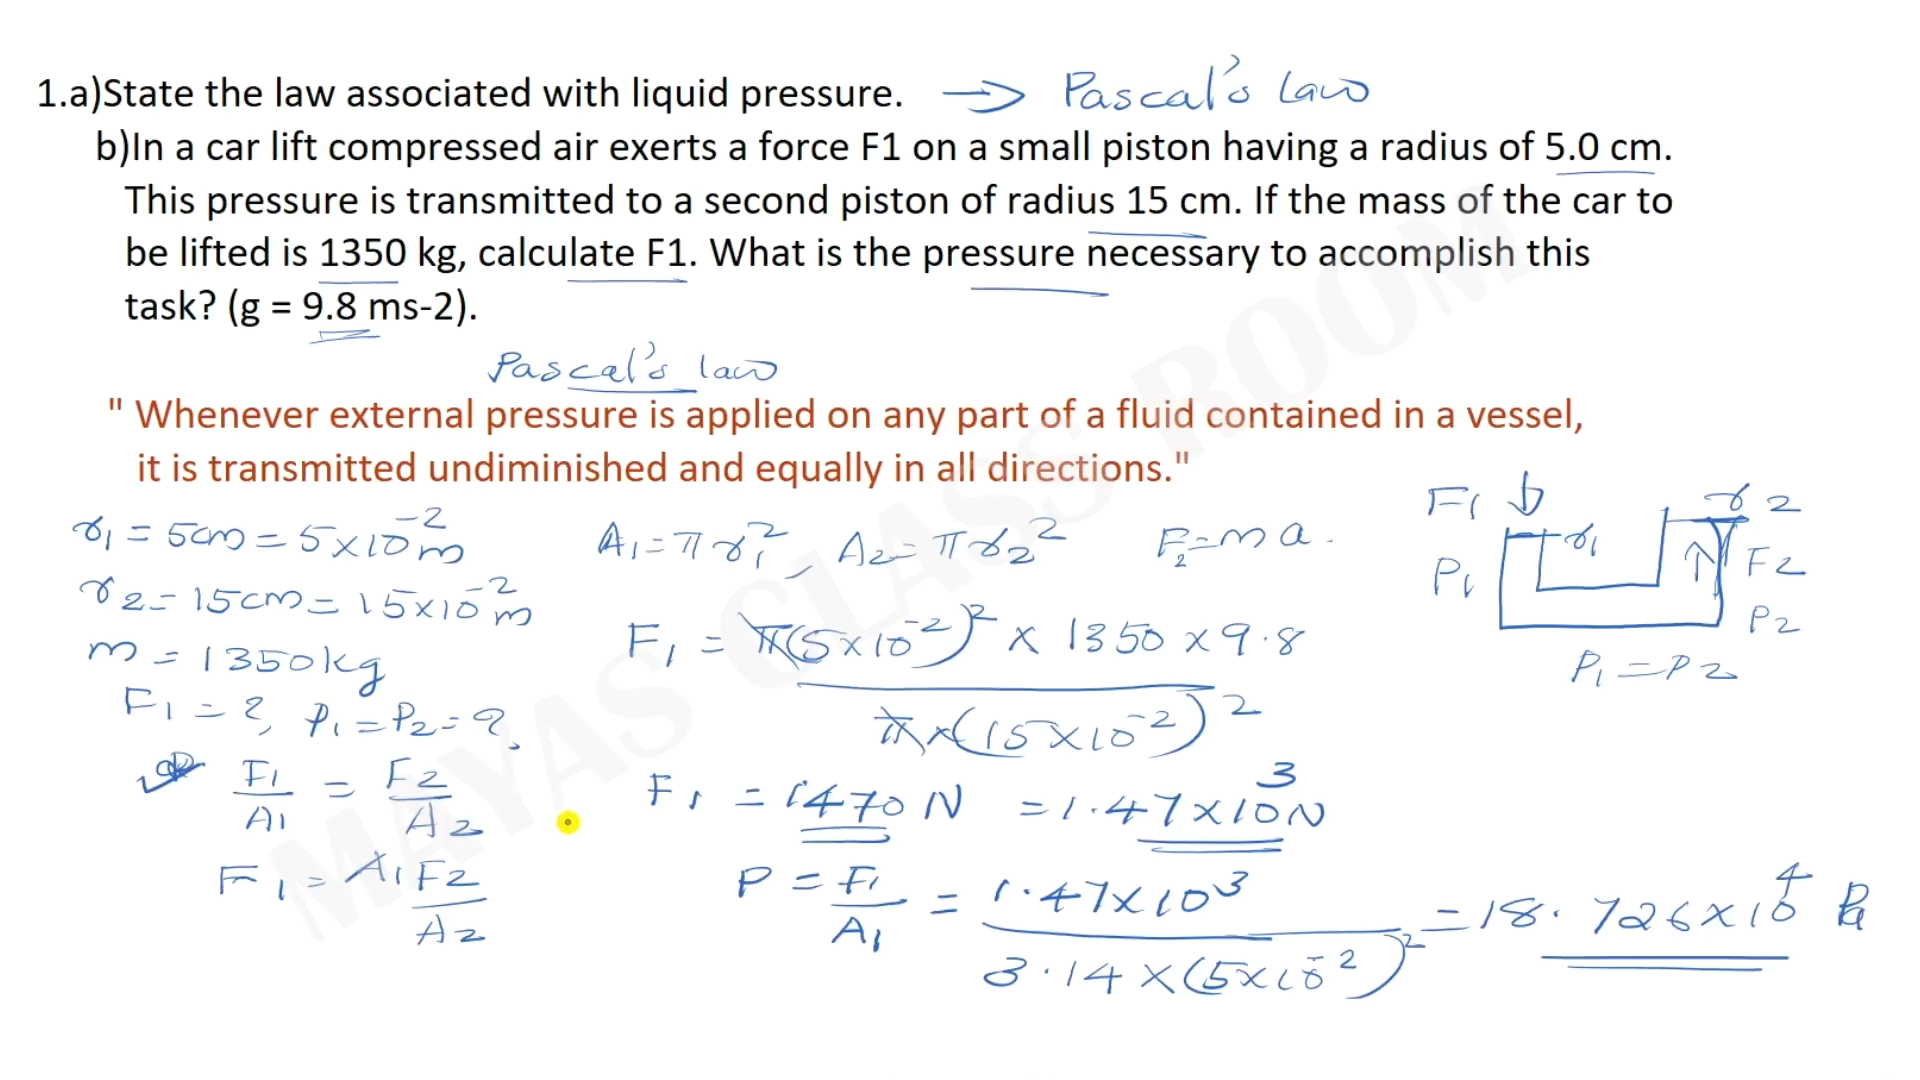 1.a)State the law associated with liquid pressure. → Pascal's Law
b)In a car lift compressed air exerts a force F1 on a small piston having a radius of 5.0 cm.
This pressure is transmitted to a second piston of radius 15 cm. If the mass of the car to
be lifted is 1350 kg, calculate F1. What is the pressure necessary to accomplish this
task? (g = 9.8 ms-2).
Pascal's law
" Whenever external pressure is applied on any part of a fluid contained in a vessel,
it is transmitted undiminished and equally in all directions."
r₁ = 5cm = 5×10⁻² m
r₂ = 15cm = 15×10⁻² m
m = 1350kg
F₁ = ?, P₁ = P₂ = ?
F₁/A₁ = F₂/A₂
F₁ = A₁F₂/A₂
A₁ = πr₁², A₂ = πr₂² F₂ = ma.
F₁ = π(5×10⁻²)² × 1350 × 9.8 / π×(15×10⁻²)²
F₁ = 1470 N = 1.47×10³ N
P = F₁/A₁ = 1.47×10³ / 3.14×(5×10⁻²)² = 18.726×10⁴ Pa
F₁ r₂
r₁
P₁ F₂
P₂
P₁ = P₂
MAYAS CLASS ROOM